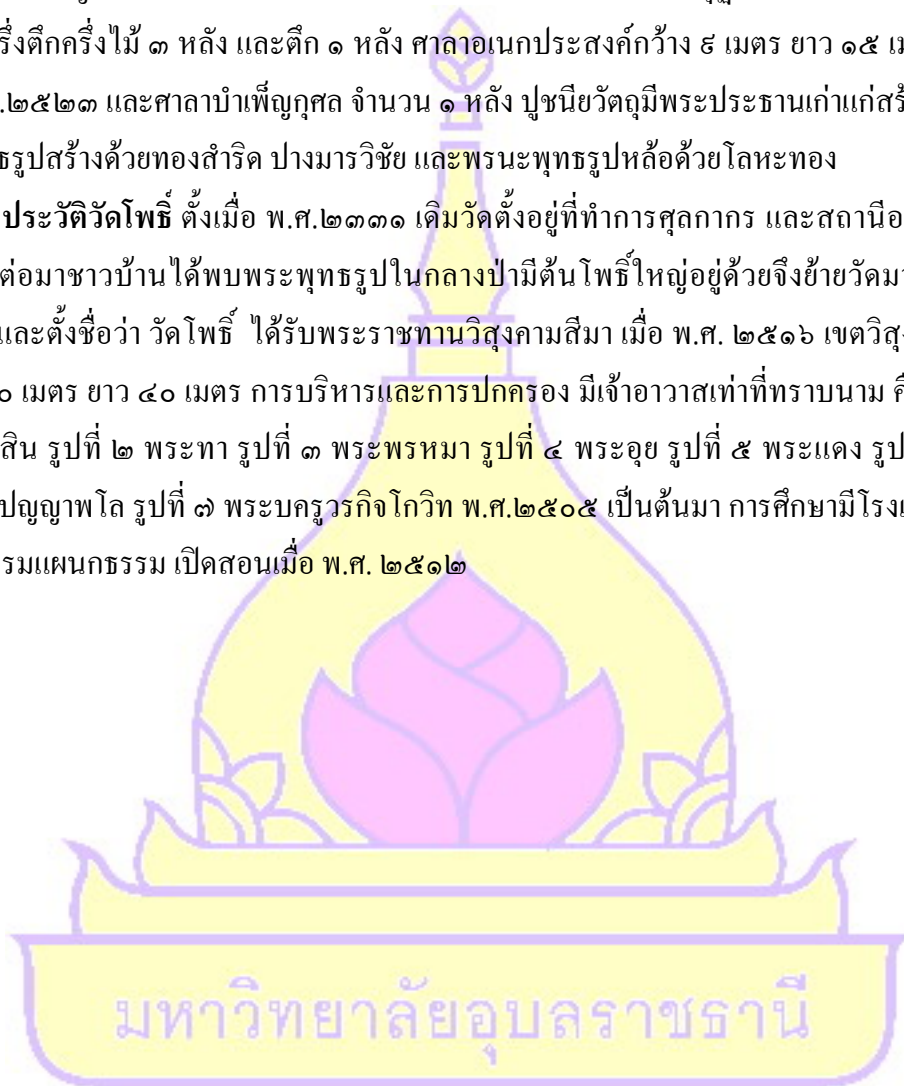 รึ่งตึกครึ่งไม้ ๓ หลัง และตึก ๑ หลัง ศาลาอเนกประสงค์กว้าง ๙ เมตร ยาว ๑๕ เม
.๒๕๒๓ และศาลาบำเพ็ญกุศล จำนวน ๑ หลัง ปูชนียวัตถุมีพระประธานเก่าแก่สร้
ธรูปสร้างด้วยทองสำริด ปางมารวิชัย และพรนะพุทธรูปหล้อด้วยโลหะทอง
ประวัติวัดโพธิ์ ตั้งเมื่อ พ.ศ.๒๓๓๑ เดิมวัดตั้งอยู่ที่ทำการศุลกากร และสถานีอ
ต่อมาชาวบ้านได้พบพระพุทธรูปในกลางป่ามีต้นโพธิ์ใหญ่อยู่ด้วยจึงย้ายวัดมา
และตั้งชื่อว่า วัดโพธิ์ ได้รับพระราชทานวิสุงคามสีมา เมื่อ พ.ศ. ๒๕๑๖ เขตวิสุง
๐ เมตร ยาว ๔๐ เมตร การบริหารและการปกครอง มีเจ้าอาวาสเท่าที่ทราบนาม คื
สิน รูปที่ ๒ พระทา รูปที่ ๓ พระพรหมา รูปที่ ๔ พระอุย รูปที่ ๕ พระแดง รูป
ปญญาพโล รูปที่ ๗ พระบครูวรกิจโกวิท พ.ศ.๒๕๐๕ เป็นต้นมา การศึกษามีโรงเ
รมแผนกธรรม เปิดสอนเมื่อ พ.ศ. ๒๕๑๒
มหาวิทยาลัยอุบลราชธานี